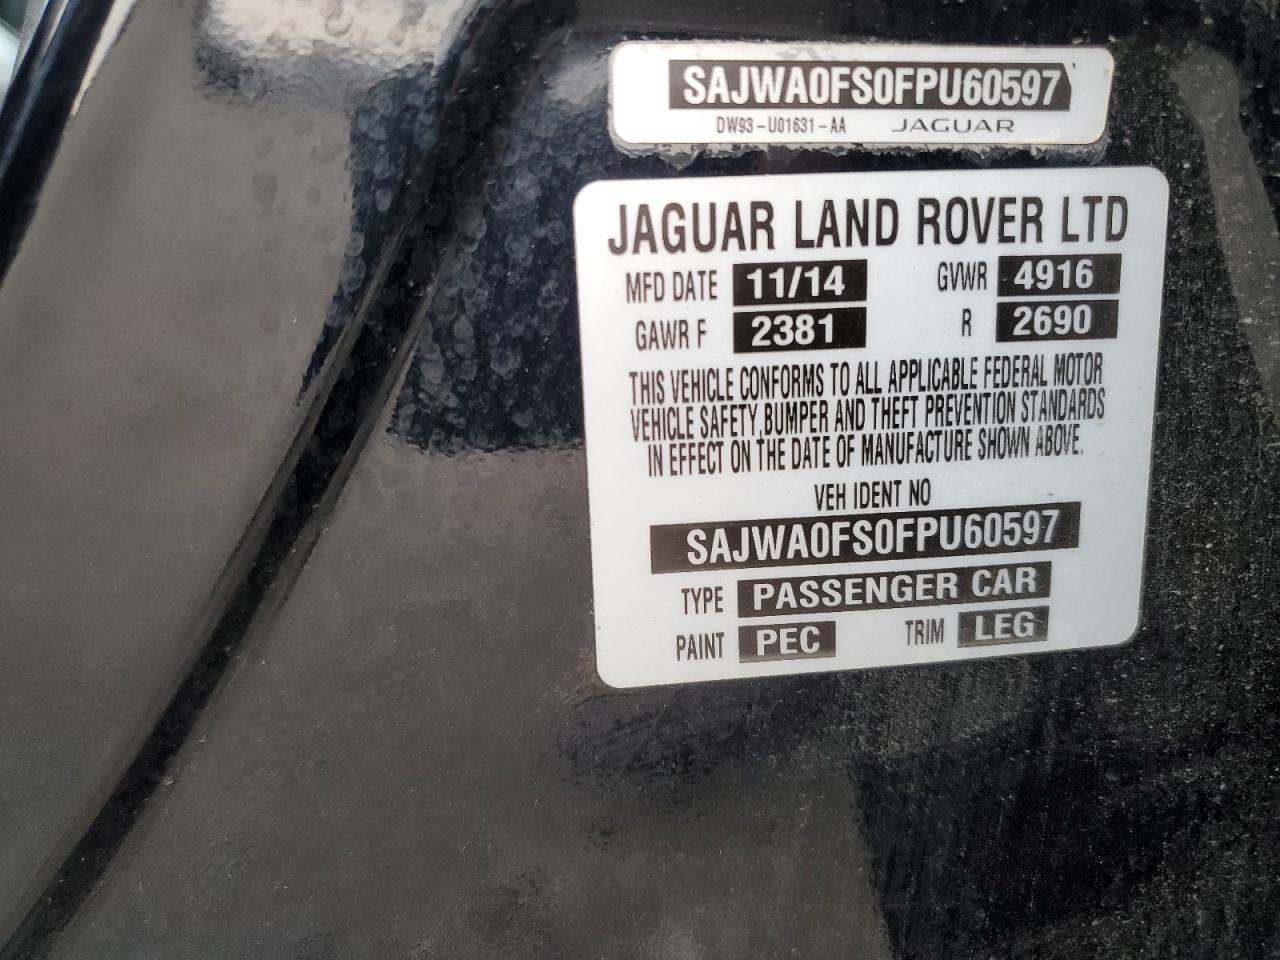 SAJWA0FS0FPU60597
DW93-U01631-AA JAGUAR
JAGUAR LAND ROVER LTD
MFD DATE 11/14 GVWR 4916
GAWR F 2381 R 2690
THIS VEHICLE CONFORMS TO ALL APPLICABLE FEDERAL MOTOR
VEHICLE SAFETY, BUMPER AND THEFT PREVENTION STANDARDS
IN EFFECT ON THE DATE OF MANUFACTURE SHOWN ABOVE.
VEH IDENT NO
SAJWA0FS0FPU60597
TYPE PASSENGER CAR
PAINT PEC TRIM LEG